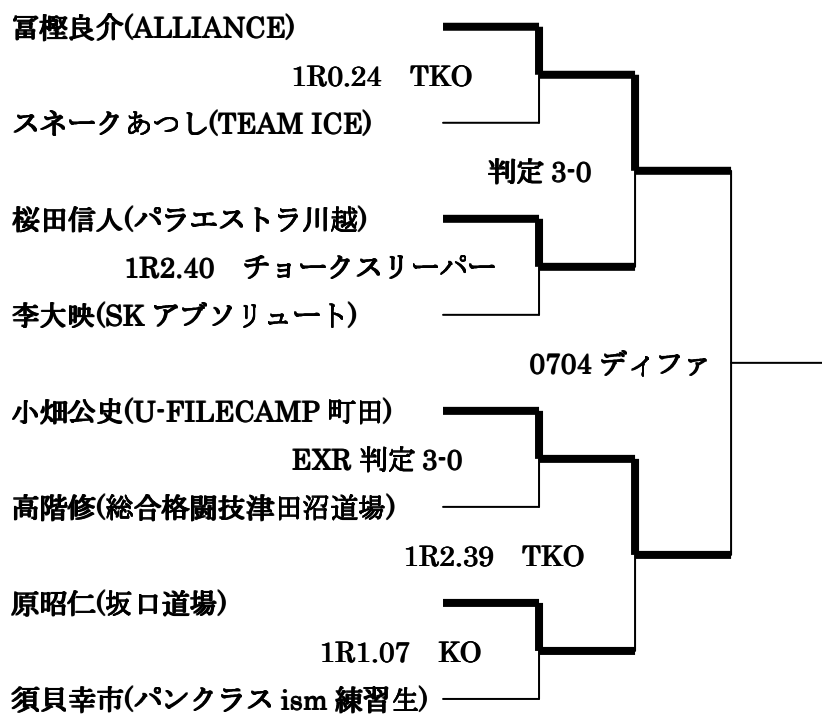 冨樫良介(ALLIANCE)
1R0.24 TKO
スネークあつし(TEAM ICE)
判定 3-0
桜田信人(パラエストラ川越)
1R2.40 チョークスリーパー
李大映(SK アブソリュート)
0704 ディファ
小畑公史(U-FILECAMP 町田)
EXR 判定 3-0
高階修(総合格闘技津田沼道場)
1R2.39 TKO
原昭仁(坂口道場)
1R1.07 KO
須貝幸市(パンクラス ism 練習生)